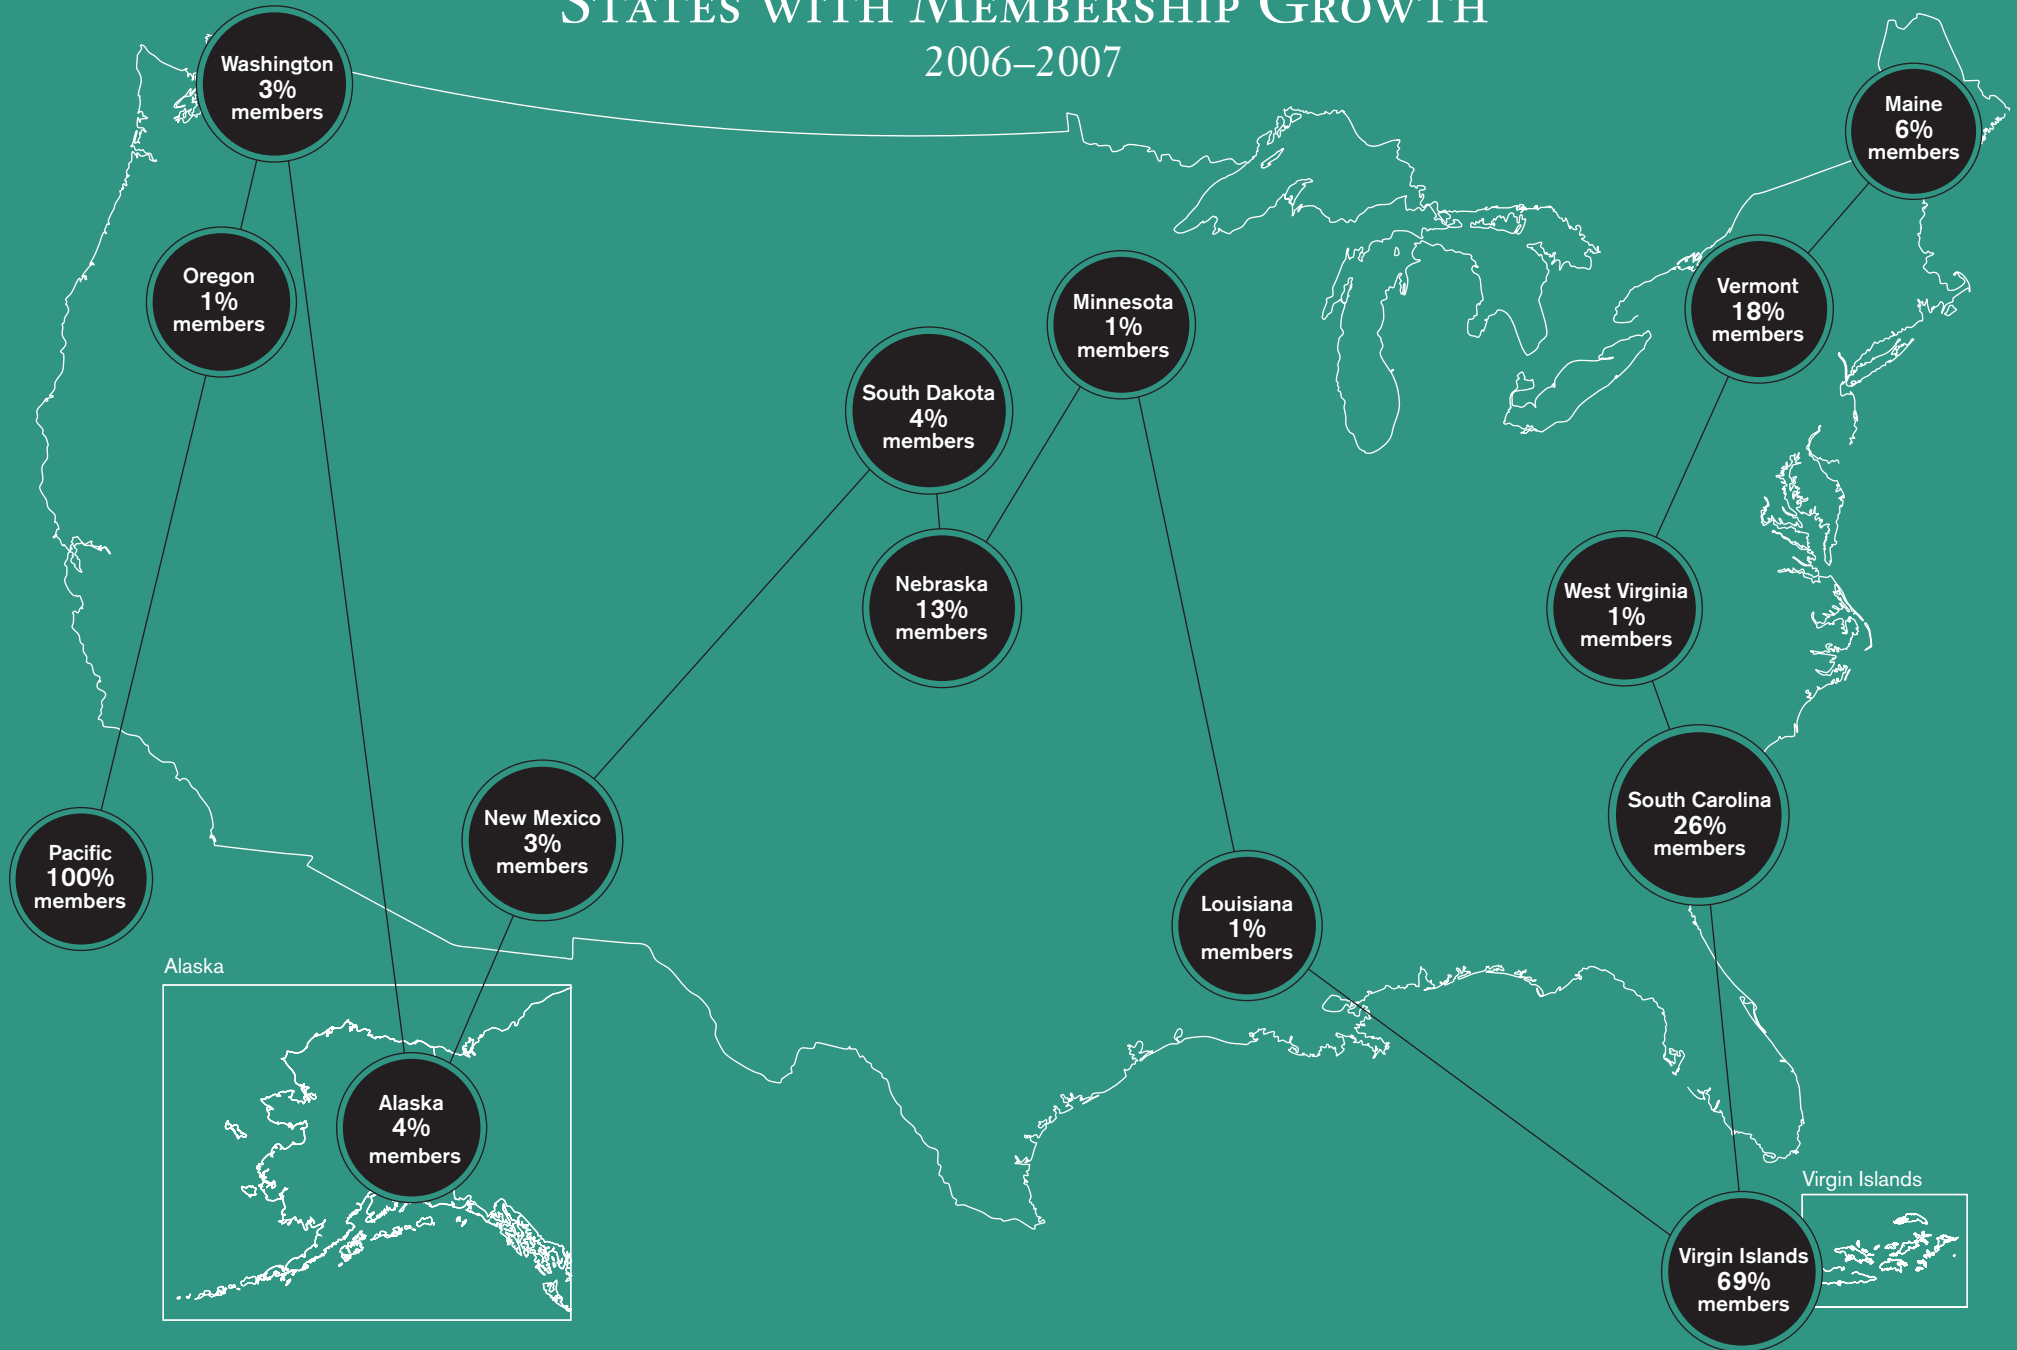 States with Membership Growth
2006–2007
Washington
3%
members
Maine
6%
members
Oregon
1%
members
Minnesota
1%
members
Vermont
18%
members
South Dakota
4%
members
Nebraska
13%
members
West Virginia
1%
members
New Mexico
3%
members
South Carolina
26%
members
Pacific
100%
members
Louisiana
1%
members
Alaska
Alaska
4%
members
Virgin Islands
Virgin Islands
69%
members